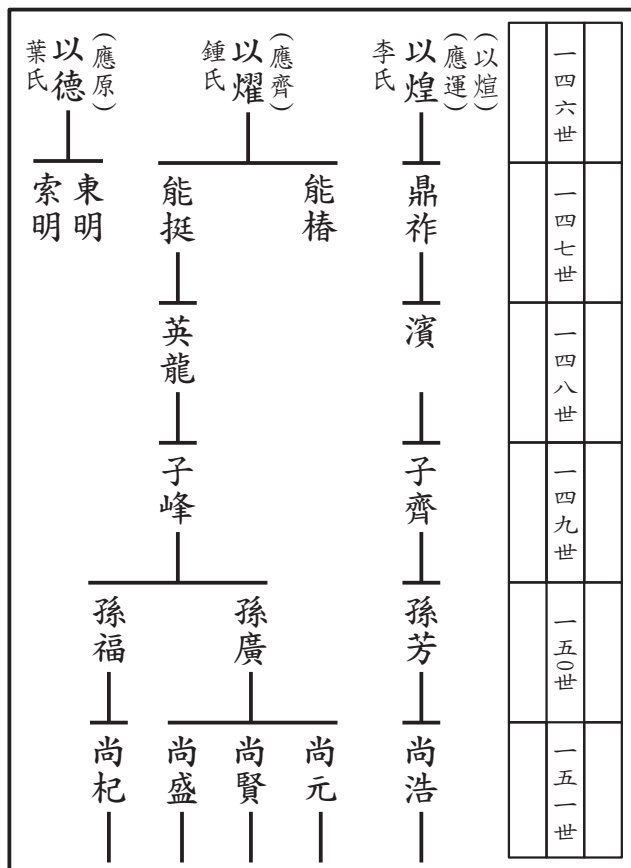 一四六世
(以煊)
(應運)
以煌
李氏
(應齊)
以燿
鍾氏
(應原)
以德
葉氏
一四七世
鼎祚
能椿
能挺
東明
索明
一四八世
濱
英龍
一四九世
子齊
子峰
一五０世
孫芳
孫廣
孫福
一五一世
尚浩
尚元
尚賢
尚盛
尚杞